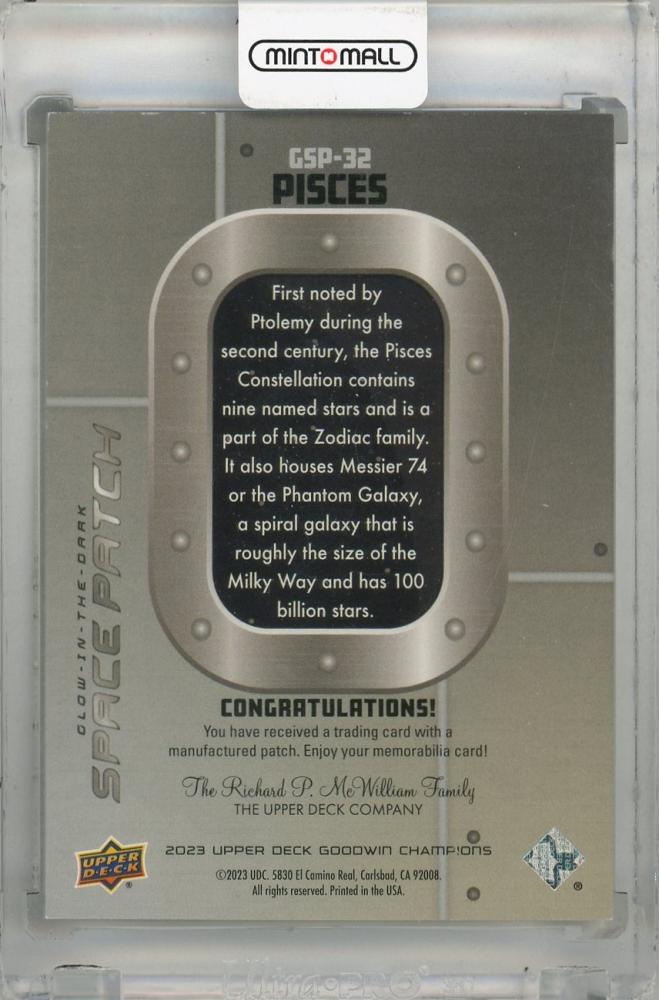 MINTOMALL
GSP-32
PISCES
First noted by
Ptolemy during the
second century, the Pisces
Constellation contains
nine named stars and is a
part of the Zodiac family.
It also houses Messier 74
or the Phantom Galaxy,
a spiral galaxy that is
roughly the size of the
Milky Way and has 100
billion stars.
GLOW-IN-THE-DARK
SPACE PATCH
CONGRATULATIONS!
You have received a trading card with a
manufactured patch. Enjoy your memorabilia card!
The Richard P. McWilliam Family
THE UPPER DECK COMPANY
UPPER
D·E·C·K
®
2023 UPPER DECK GOODWIN CHAMPIONS
©2023 UDC. 5830 El Camino Real, Carlsbad, CA 92008.
All rights reserved. Printed in the USA.
®
Ultra·PRO®